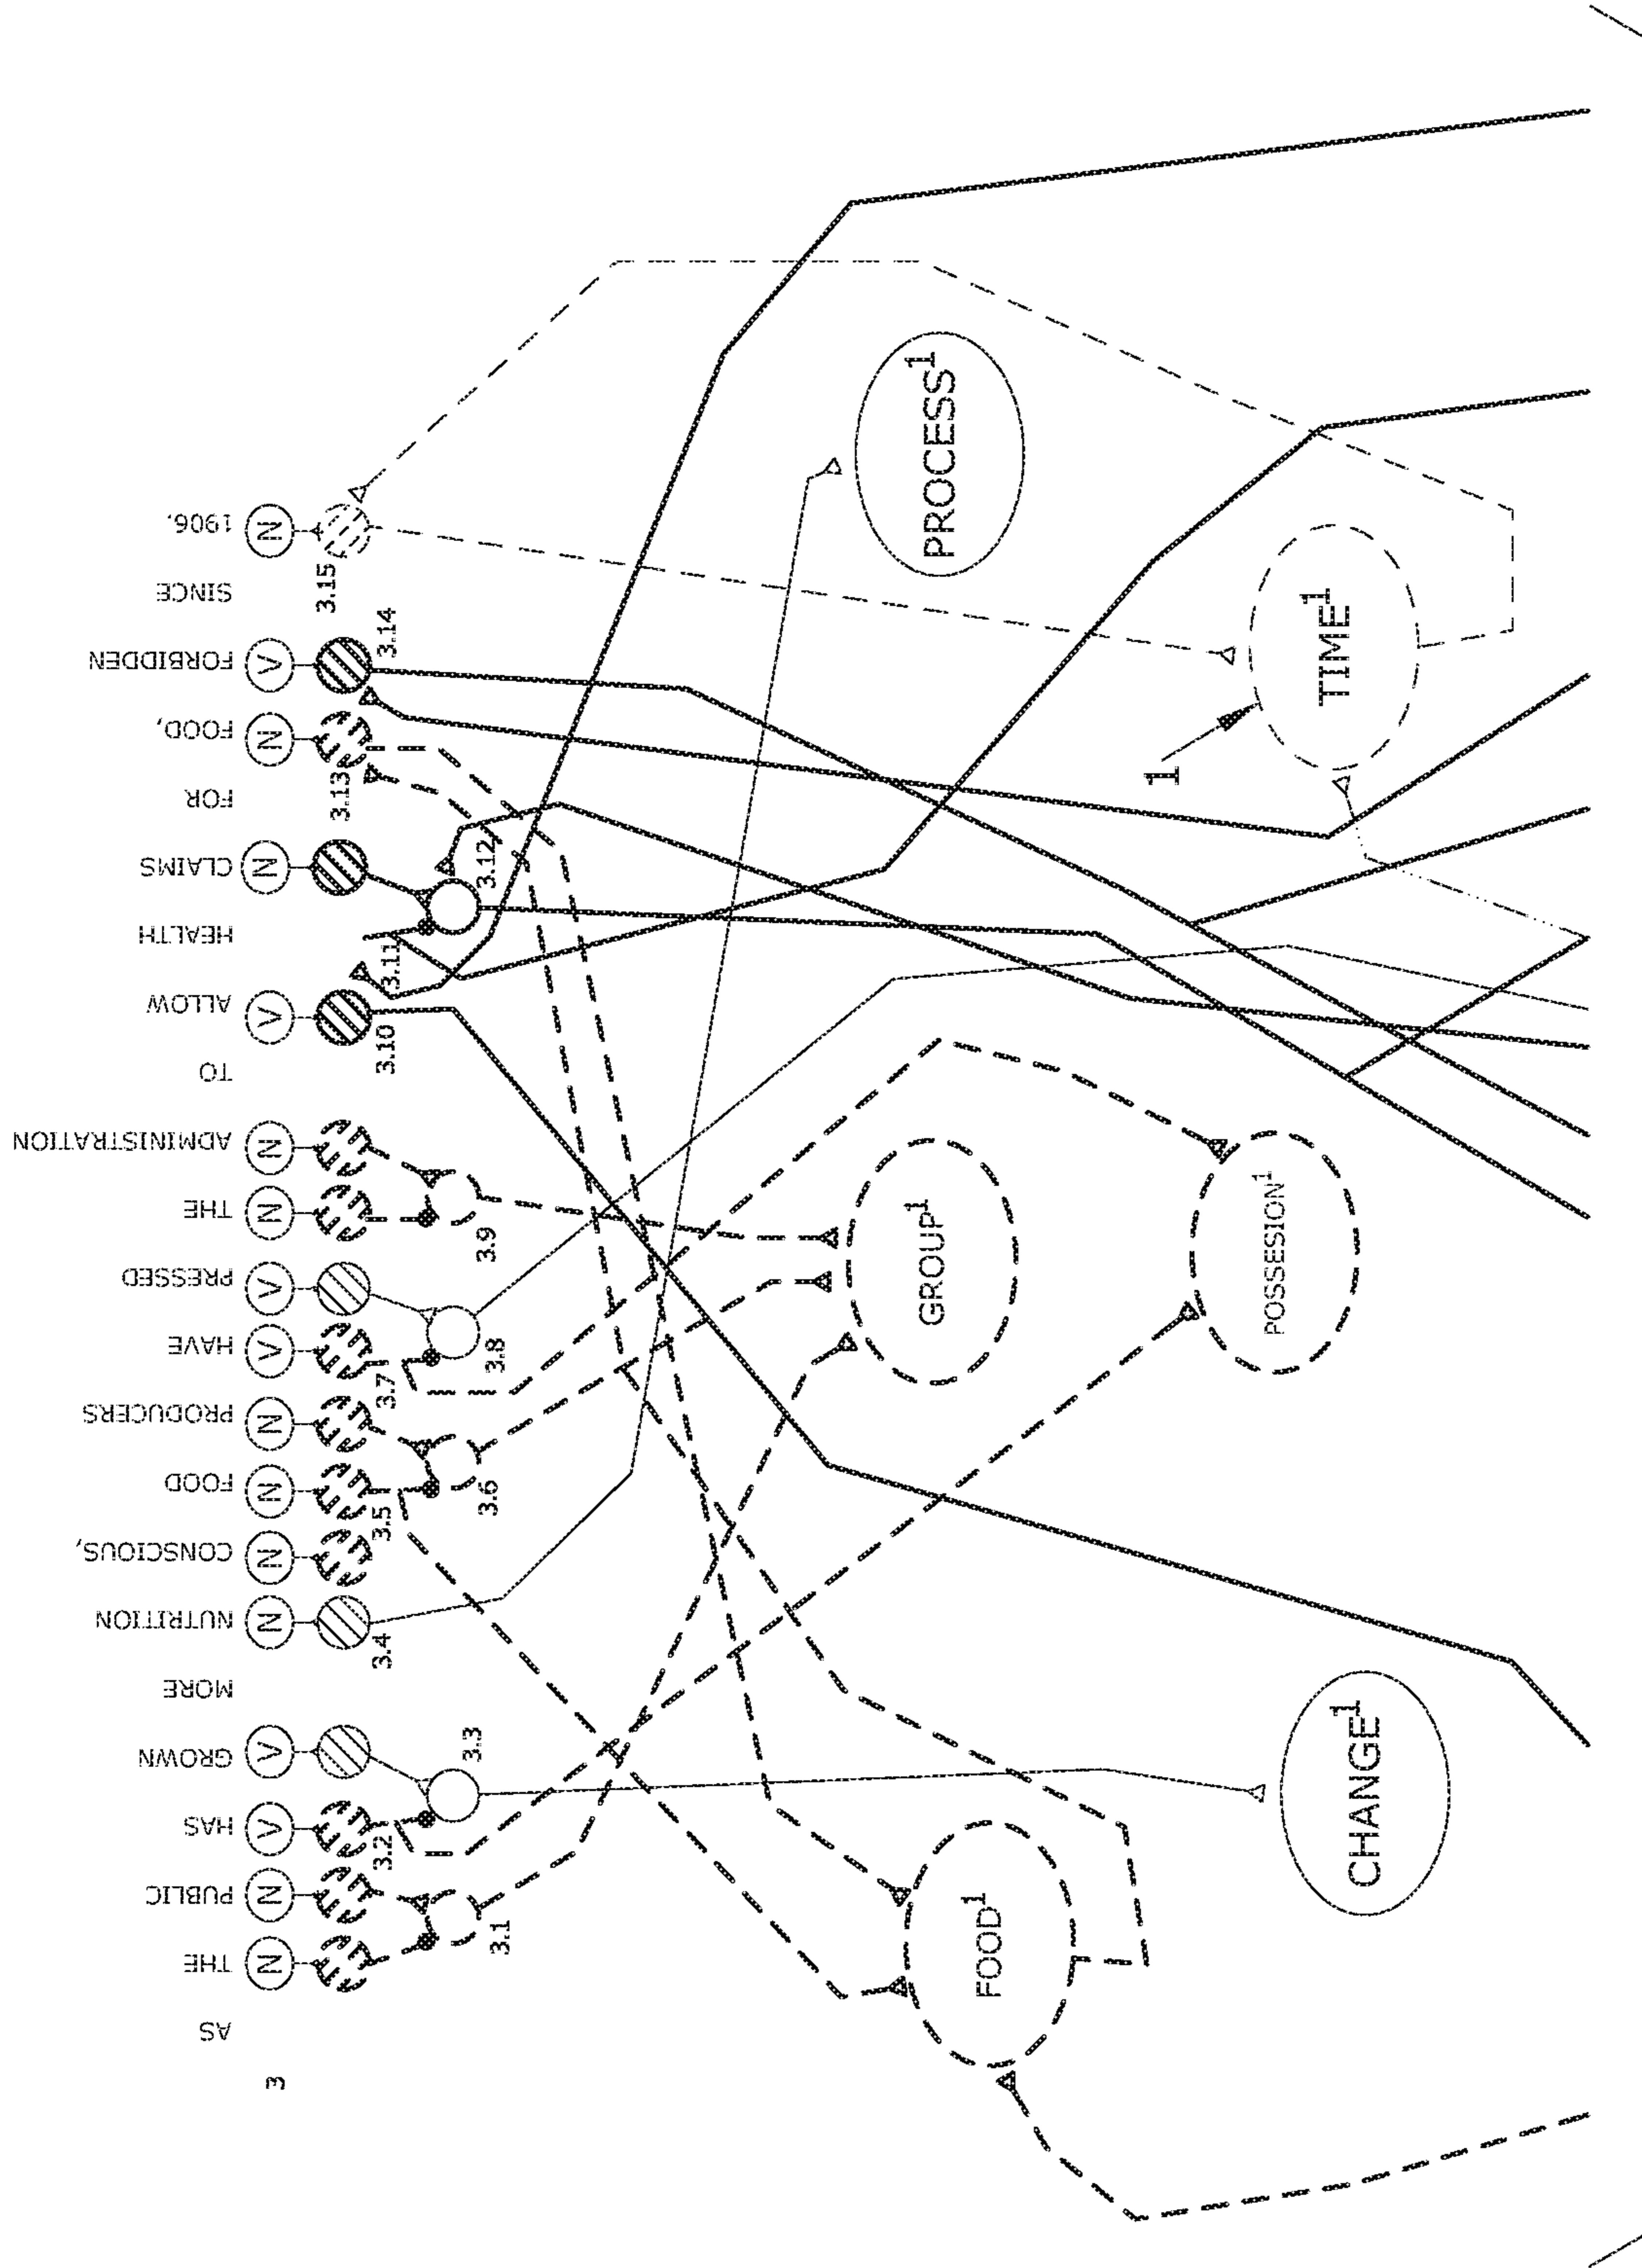 3
AS
THE N
PUBLIC N
HAS V
GROWN V
MORE
NUTRITION N
CONSCIOUS, N
FOOD N
PRODUCERS N
HAVE V
PRESSED V
THE N
ADMINISTRATION N
TO
ALLOW V
HEALTH
CLAIMS N
FOR
FOOD, N
FORBIDDEN V
SINCE
1906. N
3.1
3.2
3.3
3.4
3.5
3.6
3.7
3.8
3.9
3.10
3.11
3.12
3.13
3.14
3.15
FOOD1
GROUP1
PROCESS1
CHANGE1
POSSESION1
TIME1
1